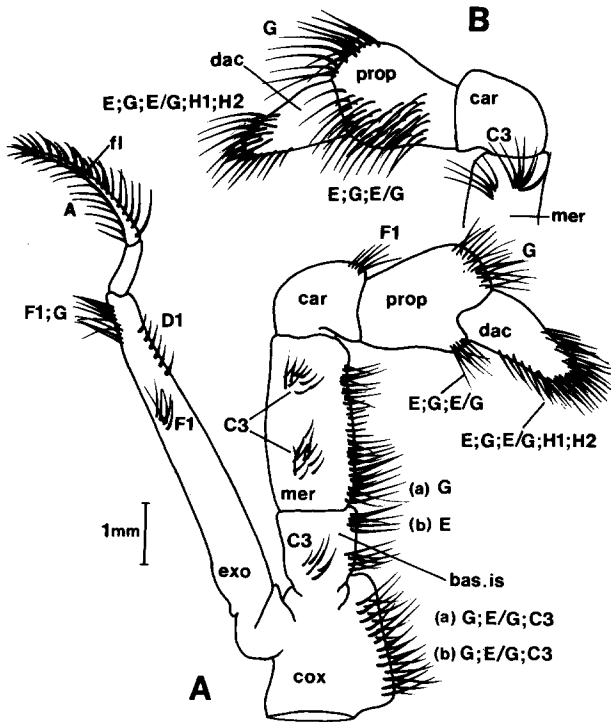 G
B
dac
prop
car
E;G;E/G;H1;H2
C3
fl
A
E;G;E/G
mer
F1
G
F1;G
D1
car
prop
dac
F1
C3
E;G;E/G
E;G;E/G;H1;H2
mer
(a) G
1mm
(b) E
C3
exo
bas.is
(a) G;E/G;C3
(b) G;E/G;C3
A
cox